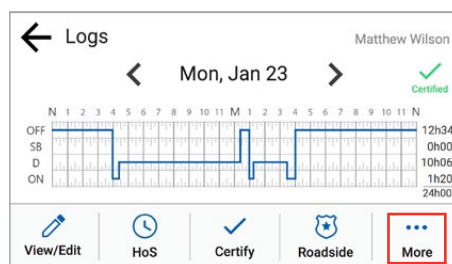 Logs Matthew Wilson
Mon, Jan 23
Certified
N 1 2 3 4 5 6 7 8 9 10 11 M 1 2 3 4 5 6 7 8 9 10 11 N
OFF 12h34
SB 0h00
D 10h06
ON 1h20
24h00
View/Edit HoS Certify Roadside More